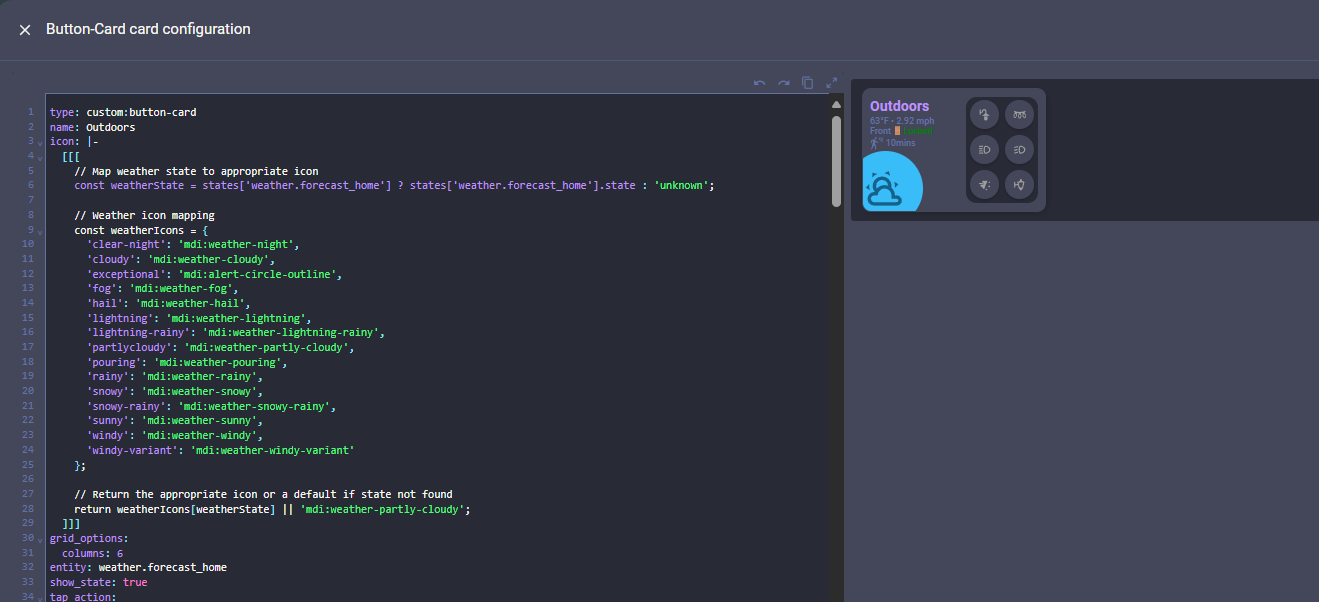 Button-Card card configuration
1 type: custom:button-card
2 name: Outdoors
3 icon: |-
4 [[[
5 // Map weather state to appropriate icon
6 const weatherState = states['weather.forecast_home'] ? states['weather.forecast_home'].state : 'unknown';
7
8 // Weather icon mapping
9 const weatherIcons = {
10 'clear-night': 'mdi:weather-night',
11 'cloudy': 'mdi:weather-cloudy',
12 'exceptional': 'mdi:alert-circle-outline',
13 'fog': 'mdi:weather-fog',
14 'hail': 'mdi:weather-hail',
15 'lightning': 'mdi:weather-lightning',
16 'lightning-rainy': 'mdi:weather-lightning-rainy',
17 'partlycloudy': 'mdi:weather-partly-cloudy',
18 'pouring': 'mdi:weather-pouring',
19 'rainy': 'mdi:weather-rainy',
20 'snowy': 'mdi:weather-snowy',
21 'snowy-rainy': 'mdi:weather-snowy-rainy',
22 'sunny': 'mdi:weather-sunny',
23 'windy': 'mdi:weather-windy',
24 'windy-variant': 'mdi:weather-windy-variant'
25 };
26
27 // Return the appropriate icon or a default if state not found
28 return weatherIcons[weatherState] || 'mdi:weather-partly-cloudy';
29 ]]]
30 grid_options:
31 columns: 6
32 entity: weather.forecast_home
33 show_state: true
34 tap_action:
Outdoors
63°F • 2.92 mph
Front
10mins